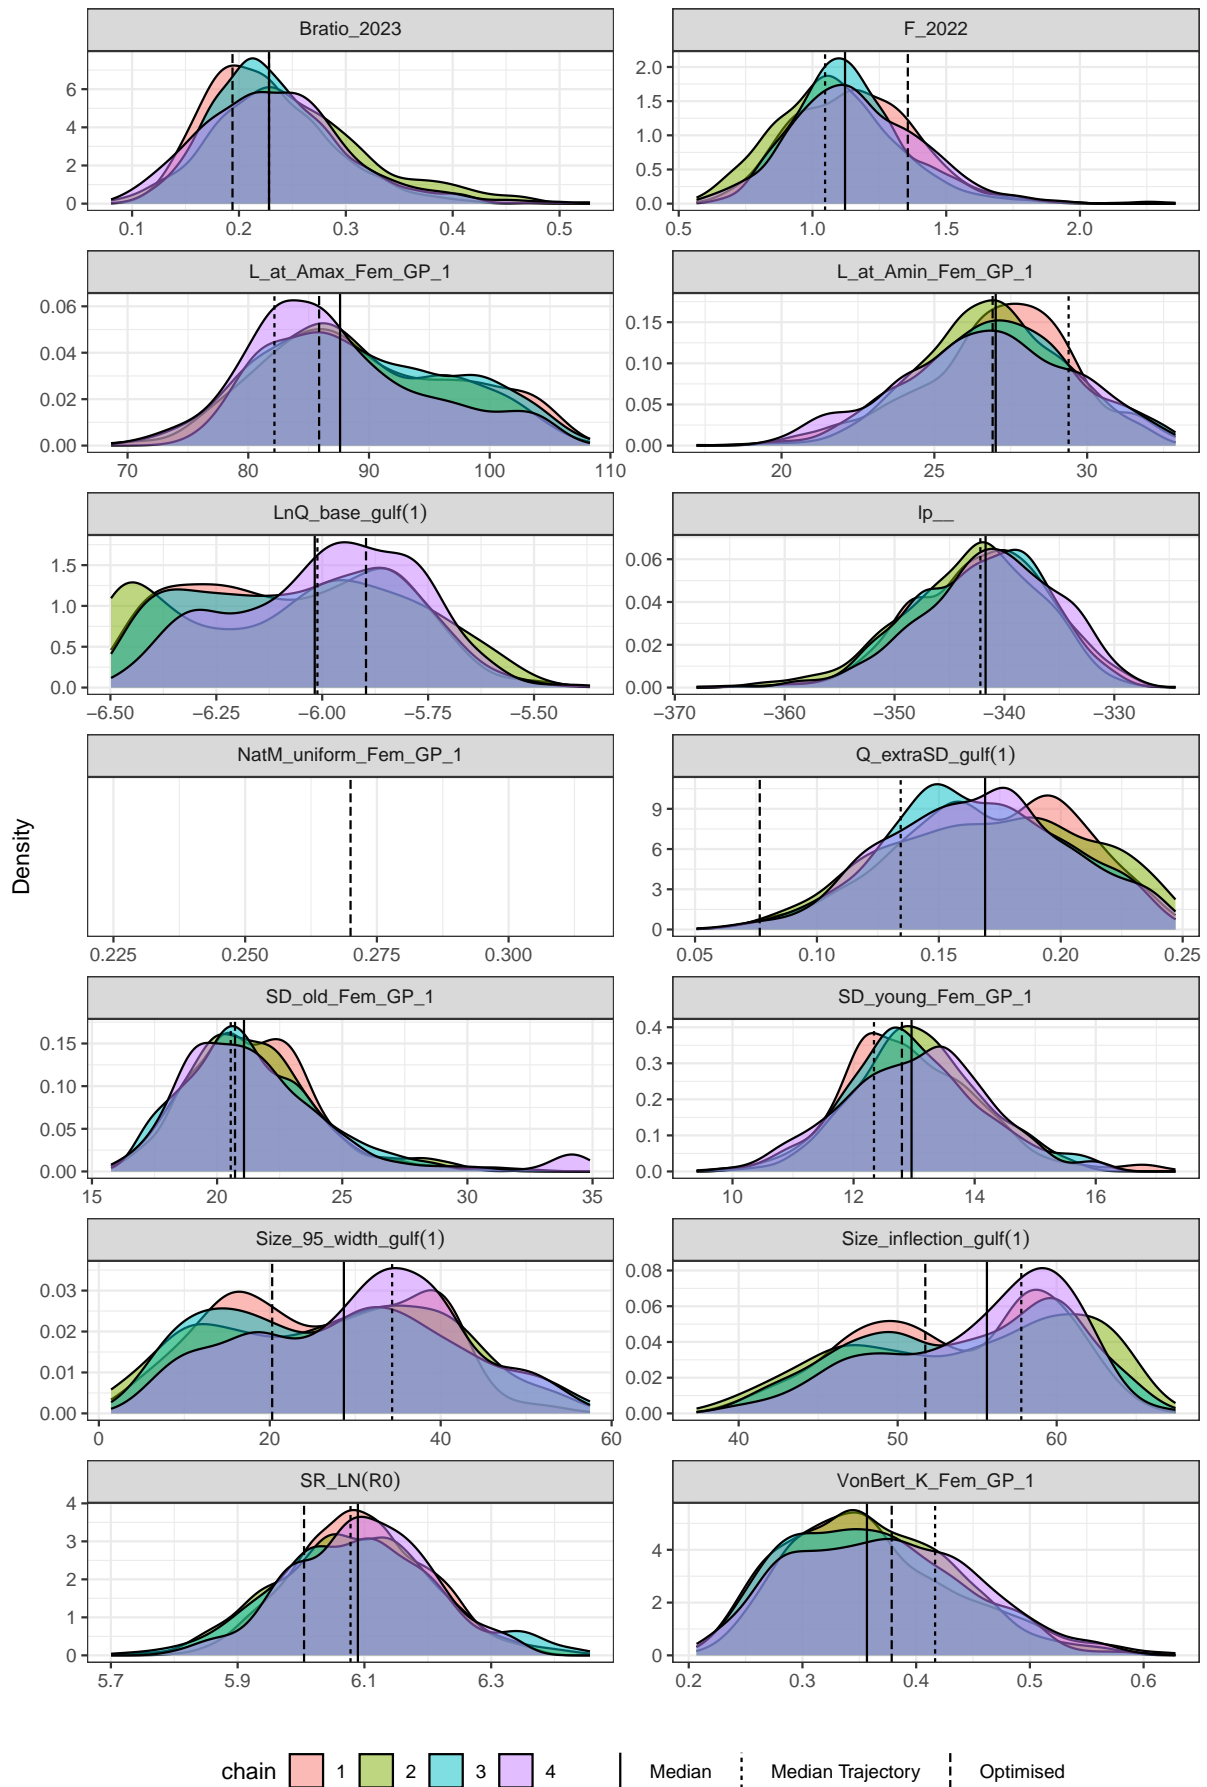 Bratio_2023
F_2022
6
4
2
0
0.1 0.2 0.3 0.4 0.5
2.0
1.5
1.0
0.5
0.0
0.5 1.0 1.5 2.0
L_at_Amax_Fem_GP_1
L_at_Amin_Fem_GP_1
0.06
0.04
0.02
0.00
70 80 90 100 110
0.15
0.10
0.05
0.00
20 25 30
LnQ_base_gulf(1)
lp__
1.5
1.0
0.5
0.0
−6.50 −6.25 −6.00 −5.75 −5.50
0.06
0.04
0.02
0.00
−370 −360 −350 −340 −330
NatM_uniform_Fem_GP_1
Q_extraSD_gulf(1)
0.225 0.250 0.275 0.300
9
6
3
0
0.05 0.10 0.15 0.20 0.25
Density
SD_old_Fem_GP_1
SD_young_Fem_GP_1
0.15
0.10
0.05
0.00
15 20 25 30 35
0.4
0.3
0.2
0.1
0.0
10 12 14 16
Size_95_width_gulf(1)
Size_inflection_gulf(1)
0.03
0.02
0.01
0.00
0 20 40 60
0.08
0.06
0.04
0.02
0.00
40 50 60
SR_LN(R0)
VonBert_K_Fem_GP_1
4
3
2
1
0
5.7 5.9 6.1 6.3
4
2
0
0.2 0.3 0.4 0.5 0.6
chain 1 2 3 4 Median Median Trajectory Optimised